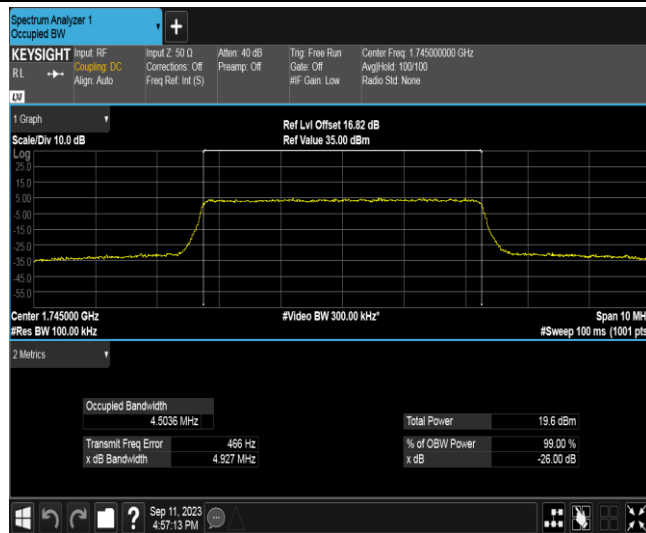 Spectrum Analyzer 1
Occupied BW
+
KEYSIGHT
RL
Input: RF
Coupling: DC
Align: Auto
Input Z: 50 Ω
Corrections: Off
Freq Ref: Int (S)
Atten: 40 dB
Preamp: Off
Trig: Free Run
Gate: Off
#IF Gain: Low
Center Freq: 1.745000000 GHz
Avg|Hold: 100/100
Radio Std: None
LXI
1 Graph
Scale/Div 10.0 dB
Ref Lvl Offset 16.82 dB
Ref Value 35.00 dBm
Log
25.0
15.0
5.00
-5.00
-15.0
-25.0
-35.0
-45.0
-55.0
Center 1.745000 GHz
#Res BW 100.00 kHz
#Video BW 300.00 kHz*
Span 10 MH
#Sweep 100 ms (1001 pts
2 Metrics
Occupied Bandwidth
4.5036 MHz
Transmit Freq Error 466 Hz
x dB Bandwidth 4.927 MHz
Total Power 19.6 dBm
% of OBW Power 99.00 %
x dB -26.00 dB
?
Sep 11, 2023
4:57:13 PM